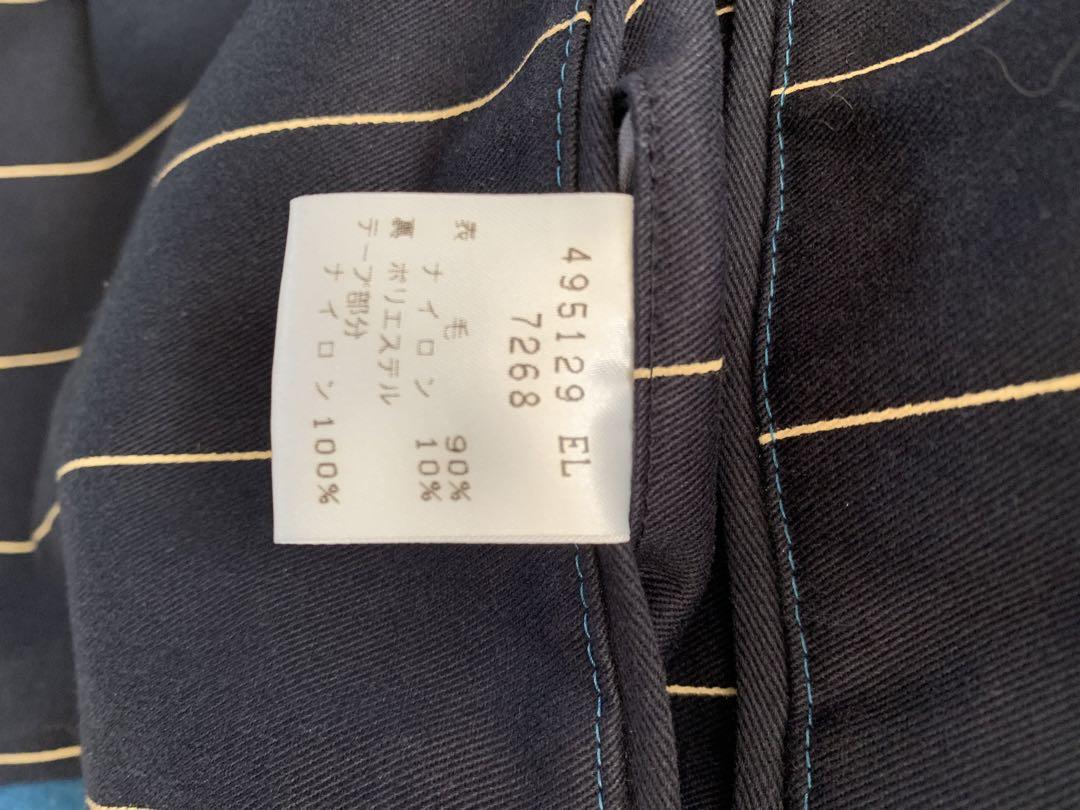 495129 EL
7268
表 毛 90%
ナイロン 10%
裏 ポリエステル
テープ部分
ナイロン 100%